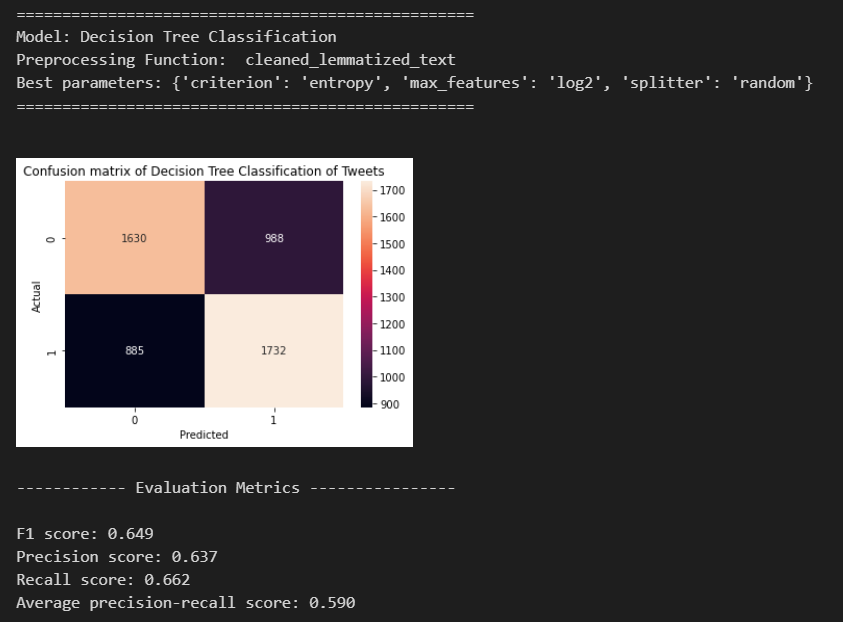 ==================================================
Model: Decision Tree Classification
Preprocessing Function:  cleaned_lemmatized_text
Best parameters: {'criterion': 'entropy', 'max_features': 'log2', 'splitter': 'random'}
==================================================
Confusion matrix of Decision Tree Classification of Tweets
1700
1600
1500
1400
1300
1200
1100
1000
900
Actual
0
1
1630 988
885 1732
0 1
Predicted
------------ Evaluation Metrics ----------------
F1 score: 0.649
Precision score: 0.637
Recall score: 0.662
Average precision-recall score: 0.590